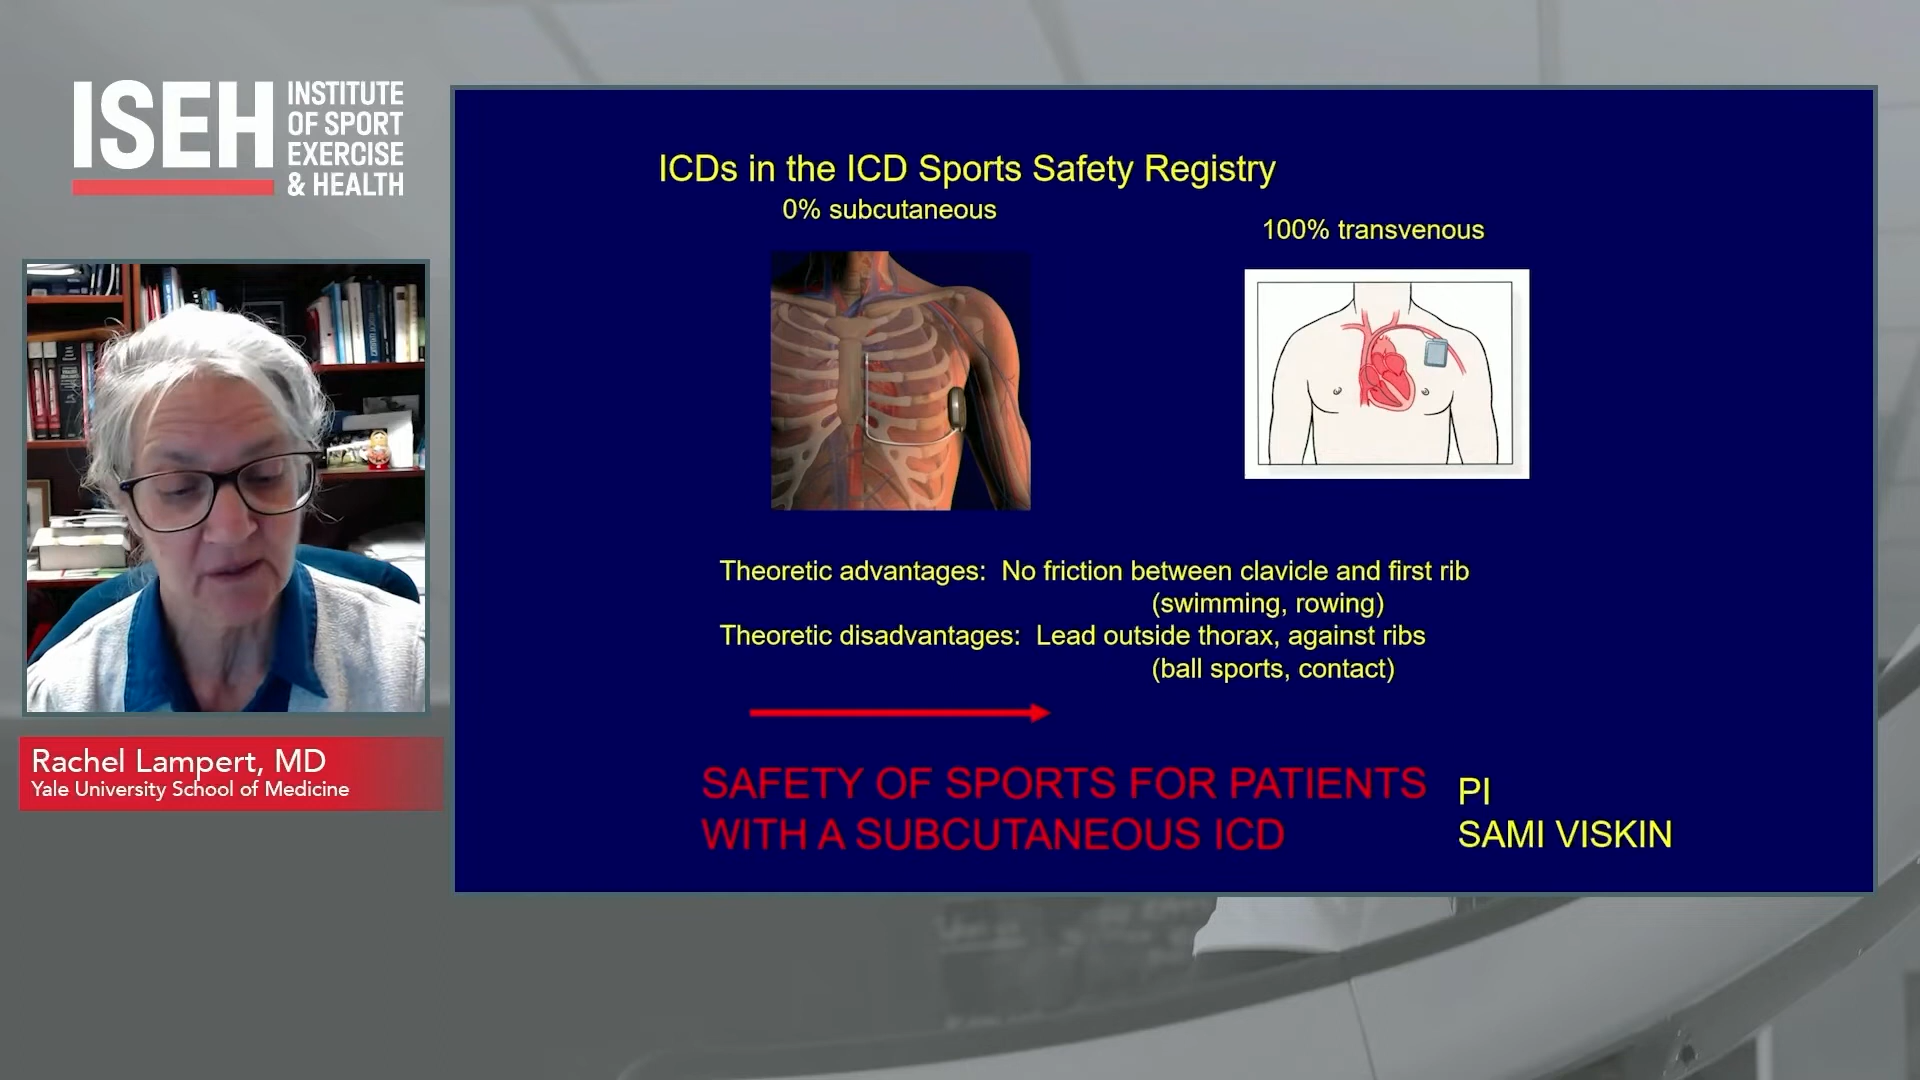 ISEH
INSTITUTE
OF SPORT
EXERCISE
& HEALTH
ICDs in the ICD Sports Safety Registry
0% subcutaneous
100% transvenous
Theoretic advantages: No friction between clavicle and first rib
(swimming, rowing)
Theoretic disadvantages: Lead outside thorax, against ribs
(ball sports, contact)
SAFETY OF SPORTS FOR PATIENTS
WITH A SUBCUTANEOUS ICD
PI
SAMI VISKIN
Rachel Lampert, MD
Yale University School of Medicine